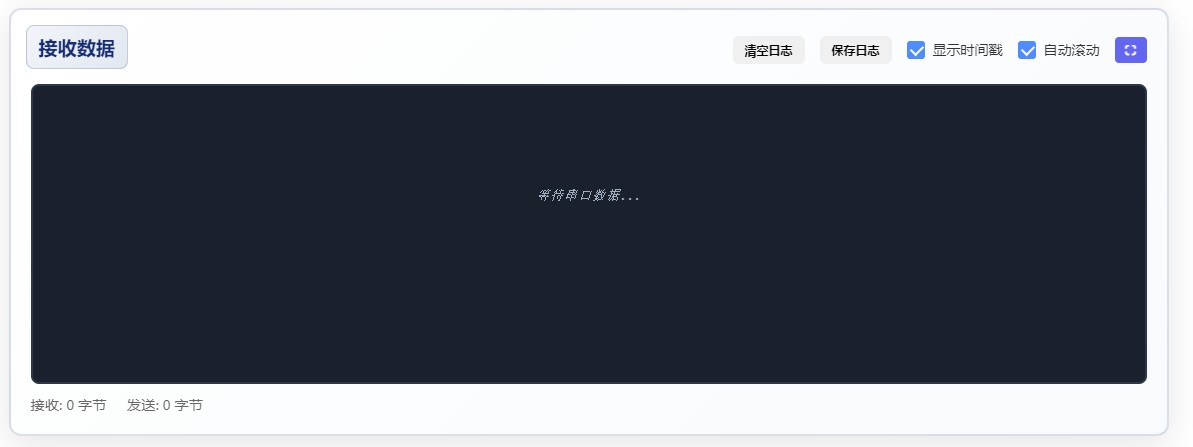 接收数据
清空日志 保存日志 显示时间戳 自动滚动
等待串口数据...
接收: 0 字节 发送: 0 字节